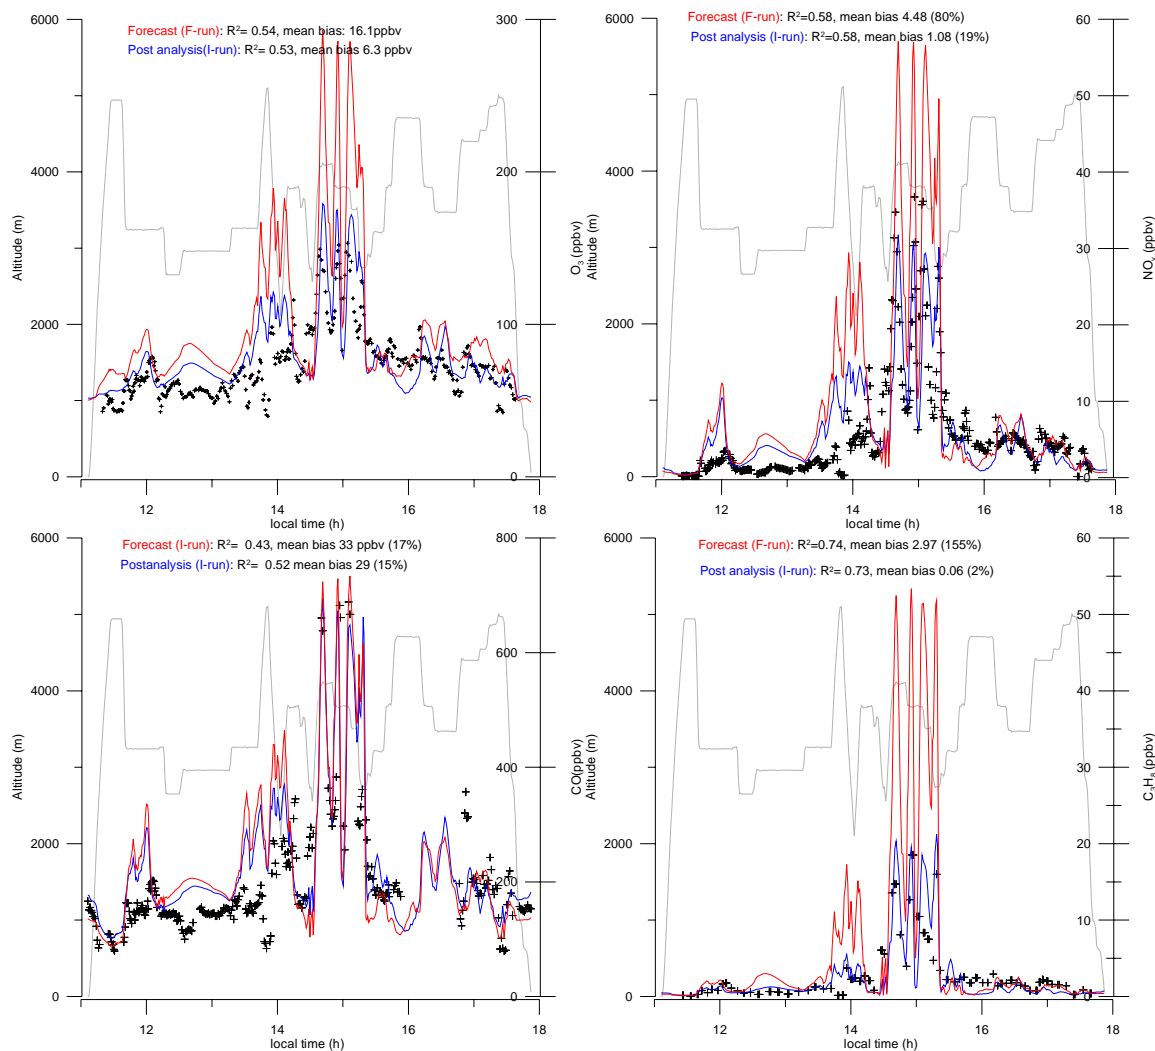 Forecast (F-run): R²= 0.54, mean bias: 16.1ppbv
Post analysis(I-run): R²= 0.53, mean bias 6.3 ppbv
6000
4000
2000
0
Altitude (m)
300
200
100
0
O₃ (ppbv)
12
14
16
18
local time (h)
Forecast (F-run): R²=0.58, mean bias 4.48 (80%)
Post analysis (I-run): R²=0.58, mean bias 1.08 (19%)
6000
4000
2000
0
Altitude (m)
60
50
40
30
20
10
0
NOᵧ (ppbv)
12
14
16
18
local time (h)
Forecast (I-run): R²= 0.43, mean bias 33 ppbv (17%)
Postanalysis (I-run): R²= 0.52 mean bias 29 (15%)
6000
4000
2000
0
Altitude (m)
800
600
400
200
0
CO(ppbv)
12
14
16
18
local time (h)
Forecast (F-run): R²=0.74, mean bias 2.97 (155%)
Post analysis (I-run): R²= 0.73, mean bias 0.06 (2%)
6000
4000
2000
0
Altitude (m)
60
50
40
30
20
10
0
C₃H₈ (ppbv)
12
14
16
18
local time (h)